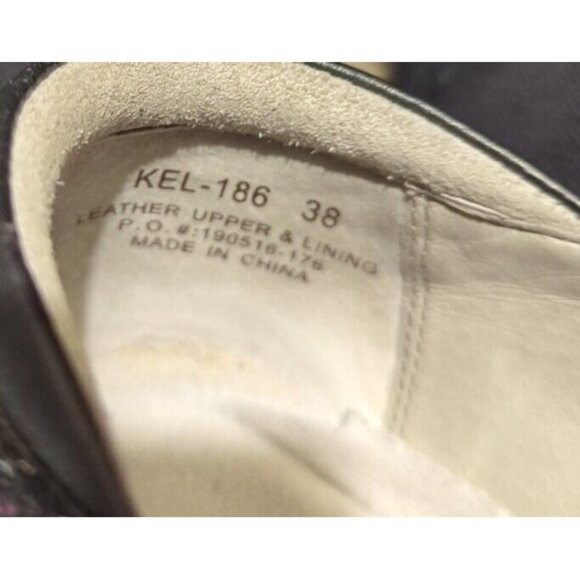 KEL-186 38
LEATHER UPPER & LINING
P.O.#:190516-176
MADE IN CHINA